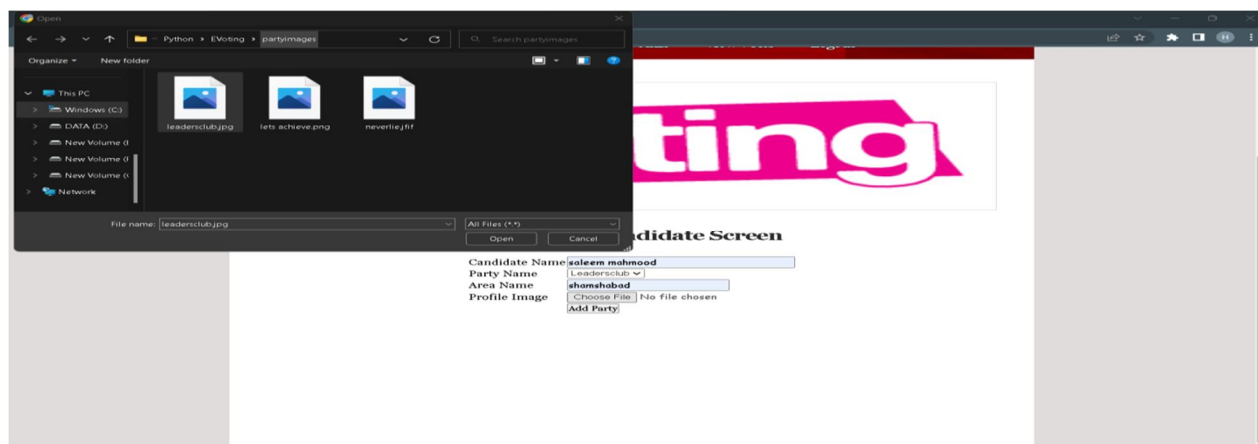 Open
Python > EVoting > partyimages
Search partyimages
Organize
New folder
This PC
Windows (C:)
DATA (D:)
New Volume (
New Volume (
New Volume (
Network
leadersclub.jpg
lets achieve.png
neverlie.jfif
File name: leadersclub.jpg
All Files (*.*)
Open
Cancel
Logout
ting
didate Screen
Candidate Name saleem mahmood
Party Name Leadersclub
Area Name shamshabad
Profile Image Choose File No file chosen
Add Party
H